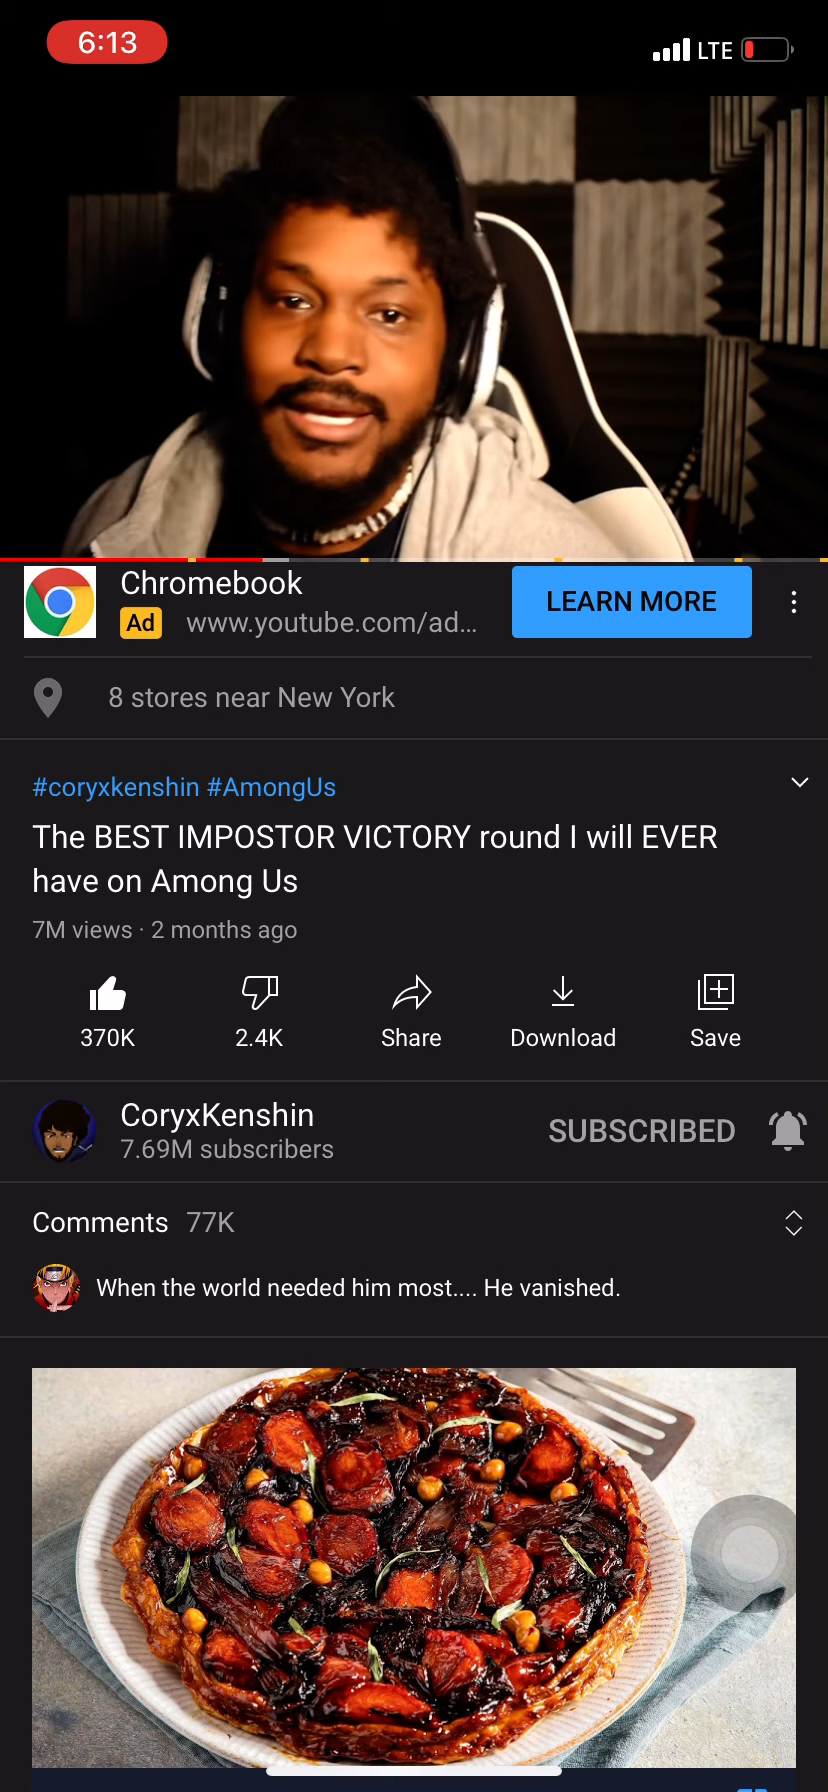 6:13
LTE
Chromebook
LEARN MORE
Ad www.youtube.com/ad...
8 stores near New York
#coryxkenshin #AmongUs
The BEST IMPOSTOR VICTORY round I will EVER
have on Among Us
7M views · 2 months ago
370K 2.4K Share Download Save
CoryxKenshin
7.69M subscribers
SUBSCRIBED
Comments 77K
When the world needed him most.... He vanished.